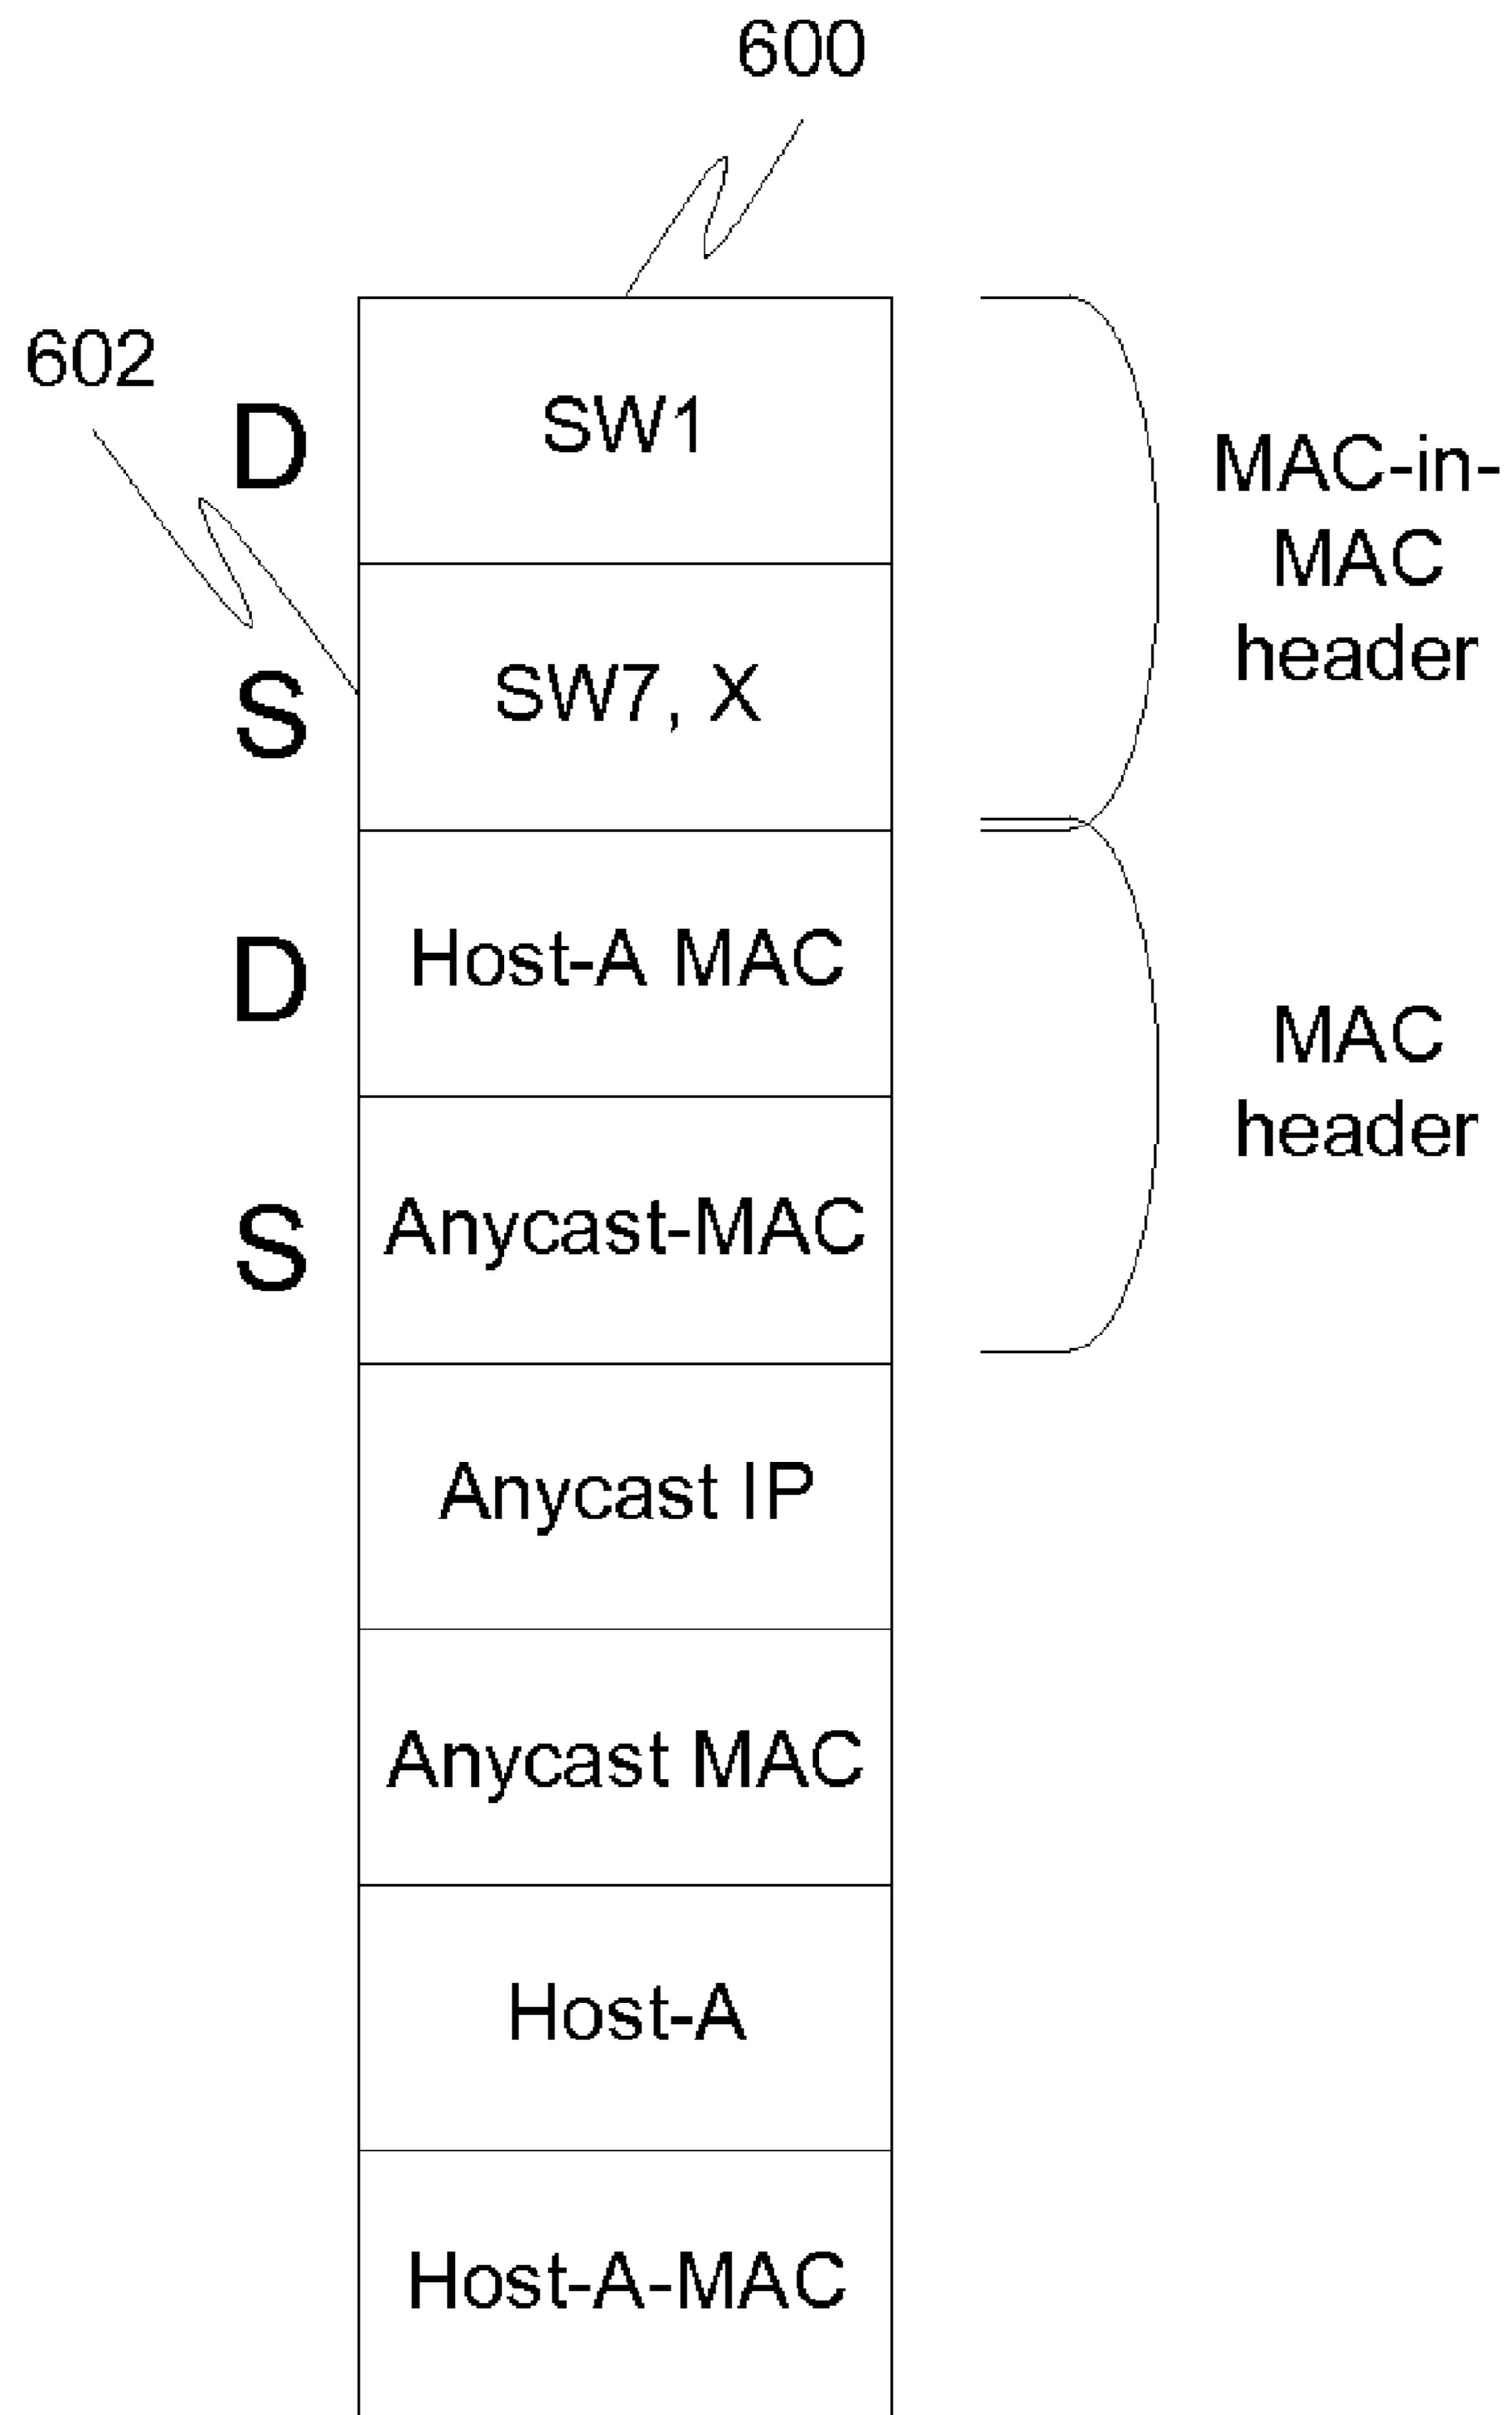 600
602
D
SW1
MAC-in-
MAC
header
S
SW7, X
D
Host-A MAC
MAC
header
S
Anycast-MAC
Anycast IP
Anycast MAC
Host-A
Host-A-MAC